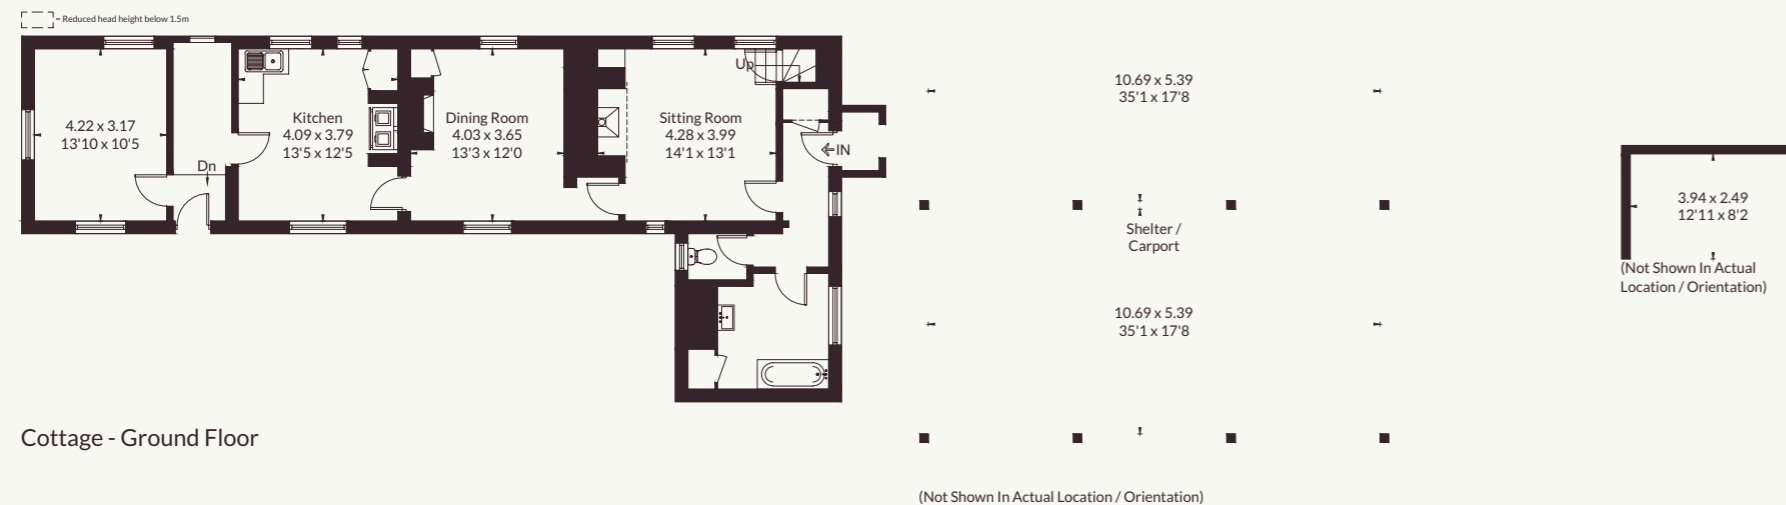 = Reduced head height below 1.5m
4.22 x 3.17
13'10 x 10'5
Dn
Kitchen
4.09 x 3.79
13'5 x 12'5
Dining Room
4.03 x 3.65
13'3 x 12'0
Sitting Room
4.28 x 3.99
14'1 x 13'1
Up
IN
10.69 x 5.39
35'1 x 17'8
Shelter /
Carport
10.69 x 5.39
35'1 x 17'8
3.94 x 2.49
12'11 x 8'2
(Not Shown In Actual
Location / Orientation)
Cottage - Ground Floor
(Not Shown In Actual Location / Orientation)